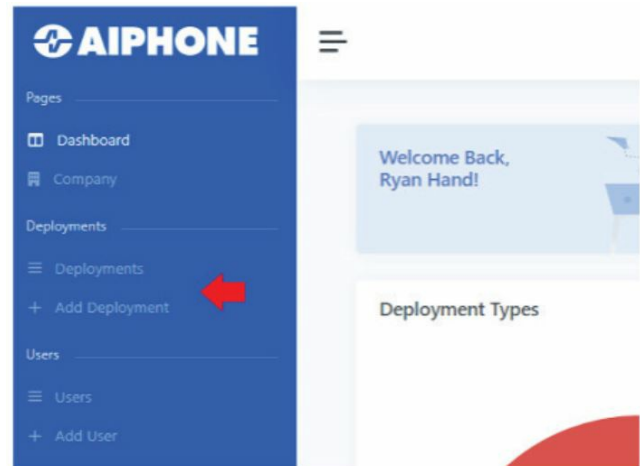 AIPHONE
Pages
Dashboard
Company
Deployments
Deployments
Add Deployment
Users
Users
Add User
Welcome Back,
Ryan Hand!
Deployment Types